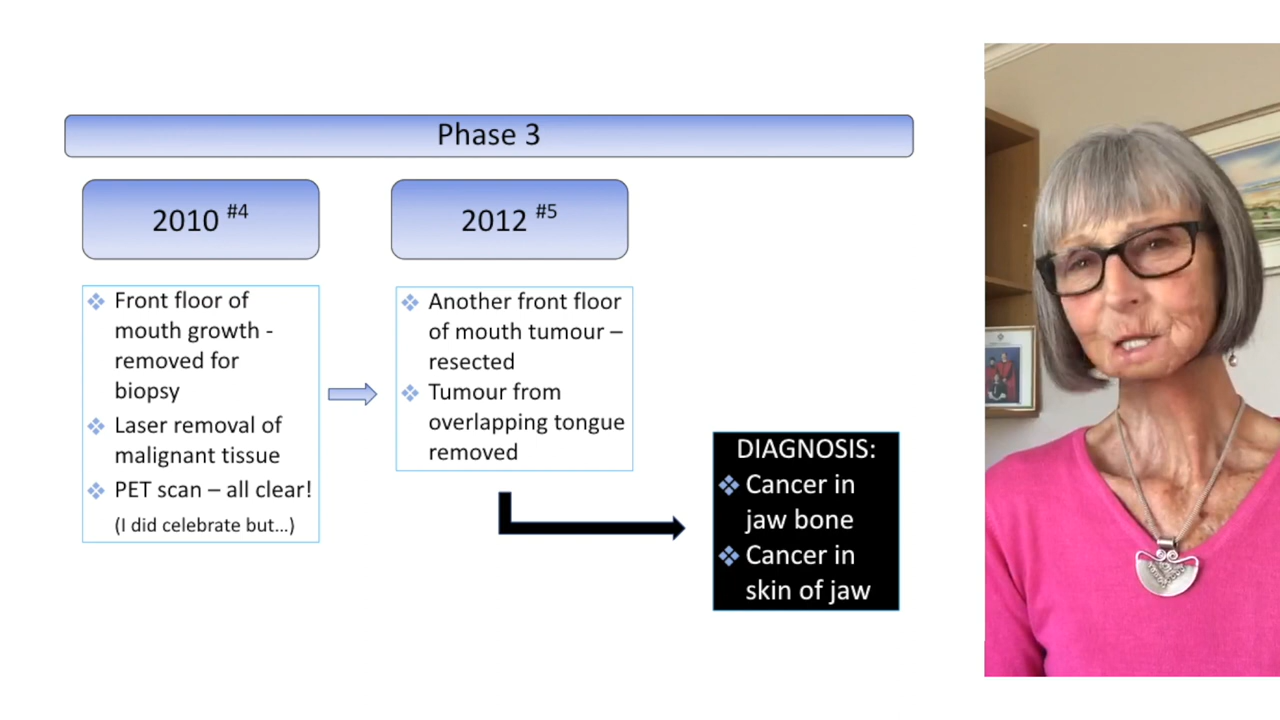 Phase 3
2010 #4
Front floor of
mouth growth -
removed for
biopsy
Laser removal of
malignant tissue
PET scan – all clear!
(I did celebrate but...)
2012 #5
Another front floor
of mouth tumour –
resected
Tumour from
overlapping tongue
removed
DIAGNOSIS:
Cancer in
jaw bone
Cancer in
skin of jaw